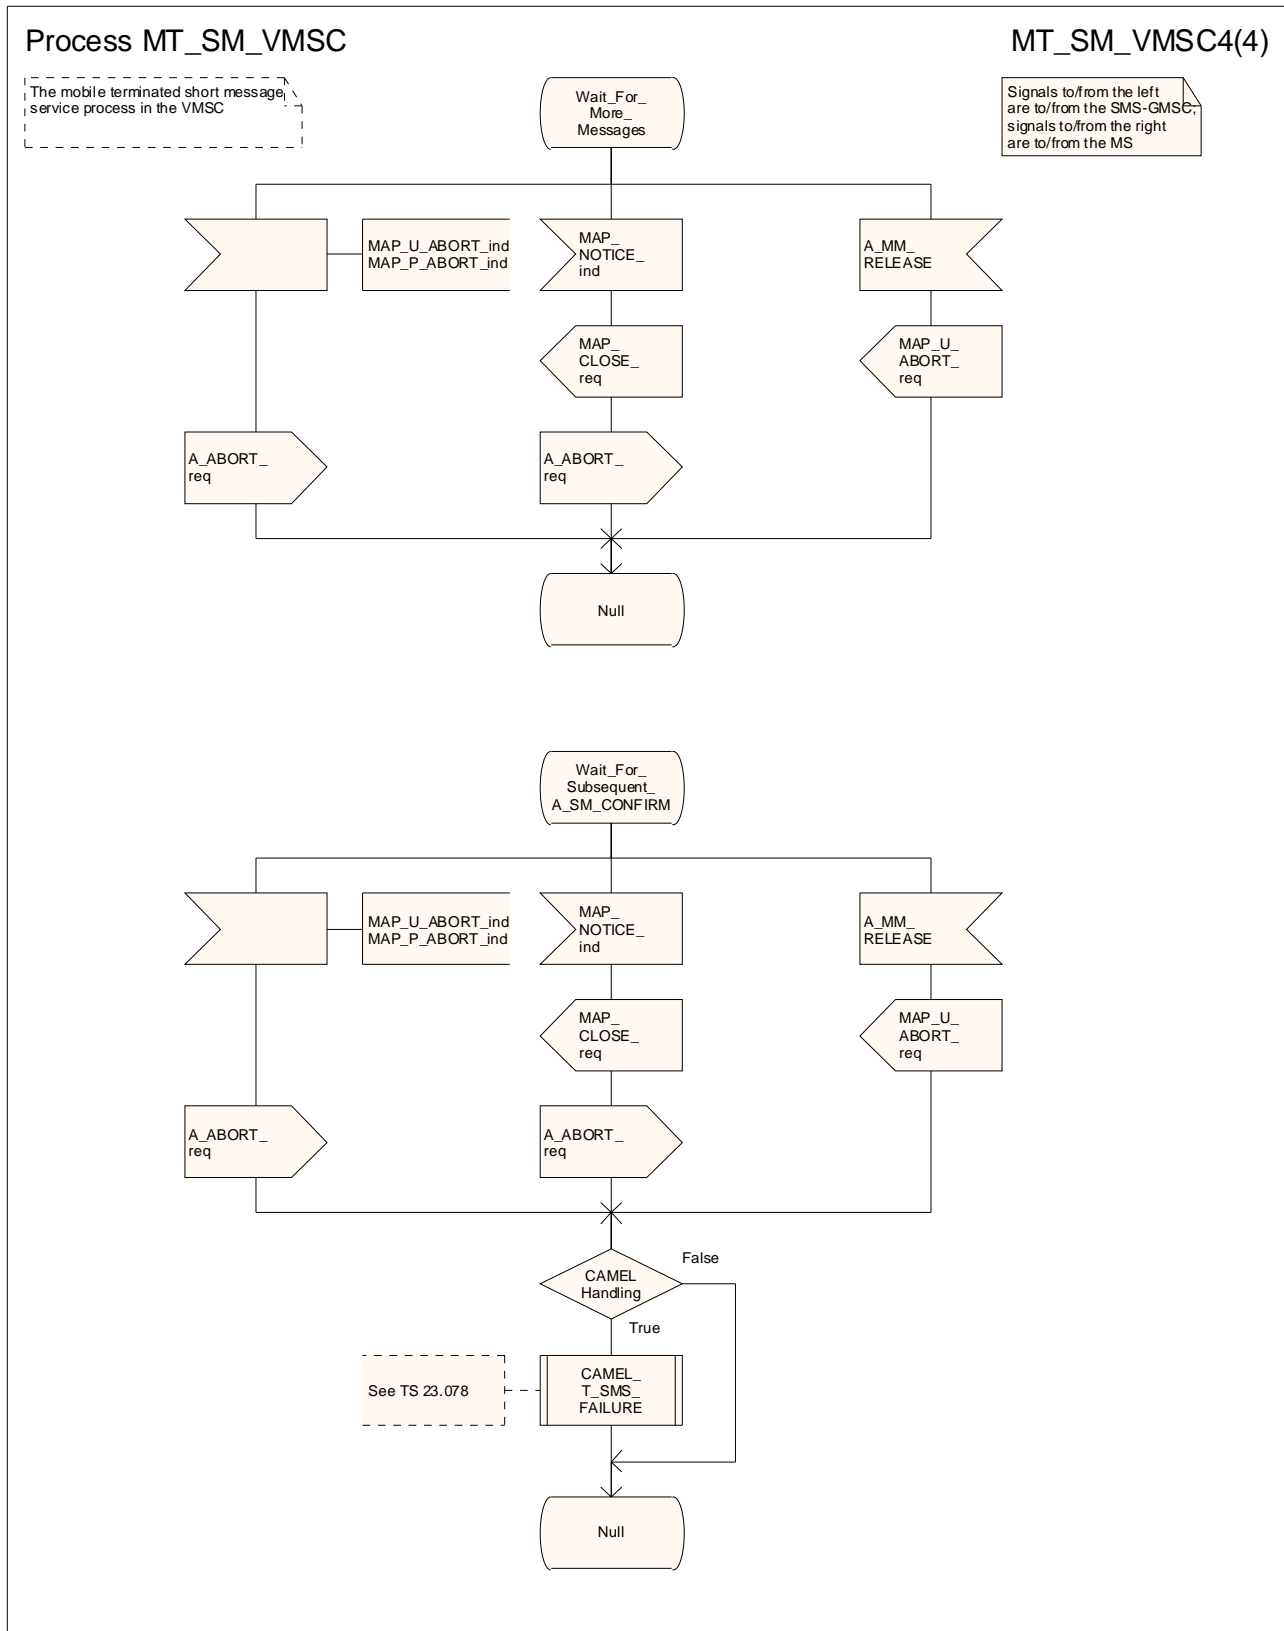 Process MT_SM_VMSC
MT_SM_VMSC4(4)
The mobile terminated short message
service process in the VMSC
Wait_For_
More_
Messages
Signals to/from the left
are to/from the SMS-GMSC;
signals to/from the right
are to/from the MS
MAP_U_ABORT_ind
MAP_P_ABORT_ind
MAP_
NOTICE_
ind
A_MM_
RELEASE
MAP_
CLOSE_
req
MAP_U_
ABORT_
req
A_ABORT_
req
A_ABORT_
req
Null
Wait_For_
Subsequent_
A_SM_CONFIRM
MAP_U_ABORT_ind
MAP_P_ABORT_ind
MAP_
NOTICE_
ind
A_MM_
RELEASE
MAP_
CLOSE_
req
MAP_U_
ABORT_
req
A_ABORT_
req
A_ABORT_
req
False
CAMEL
Handling
True
See TS 23.078
CAMEL_
T_SMS_
FAILURE
Null